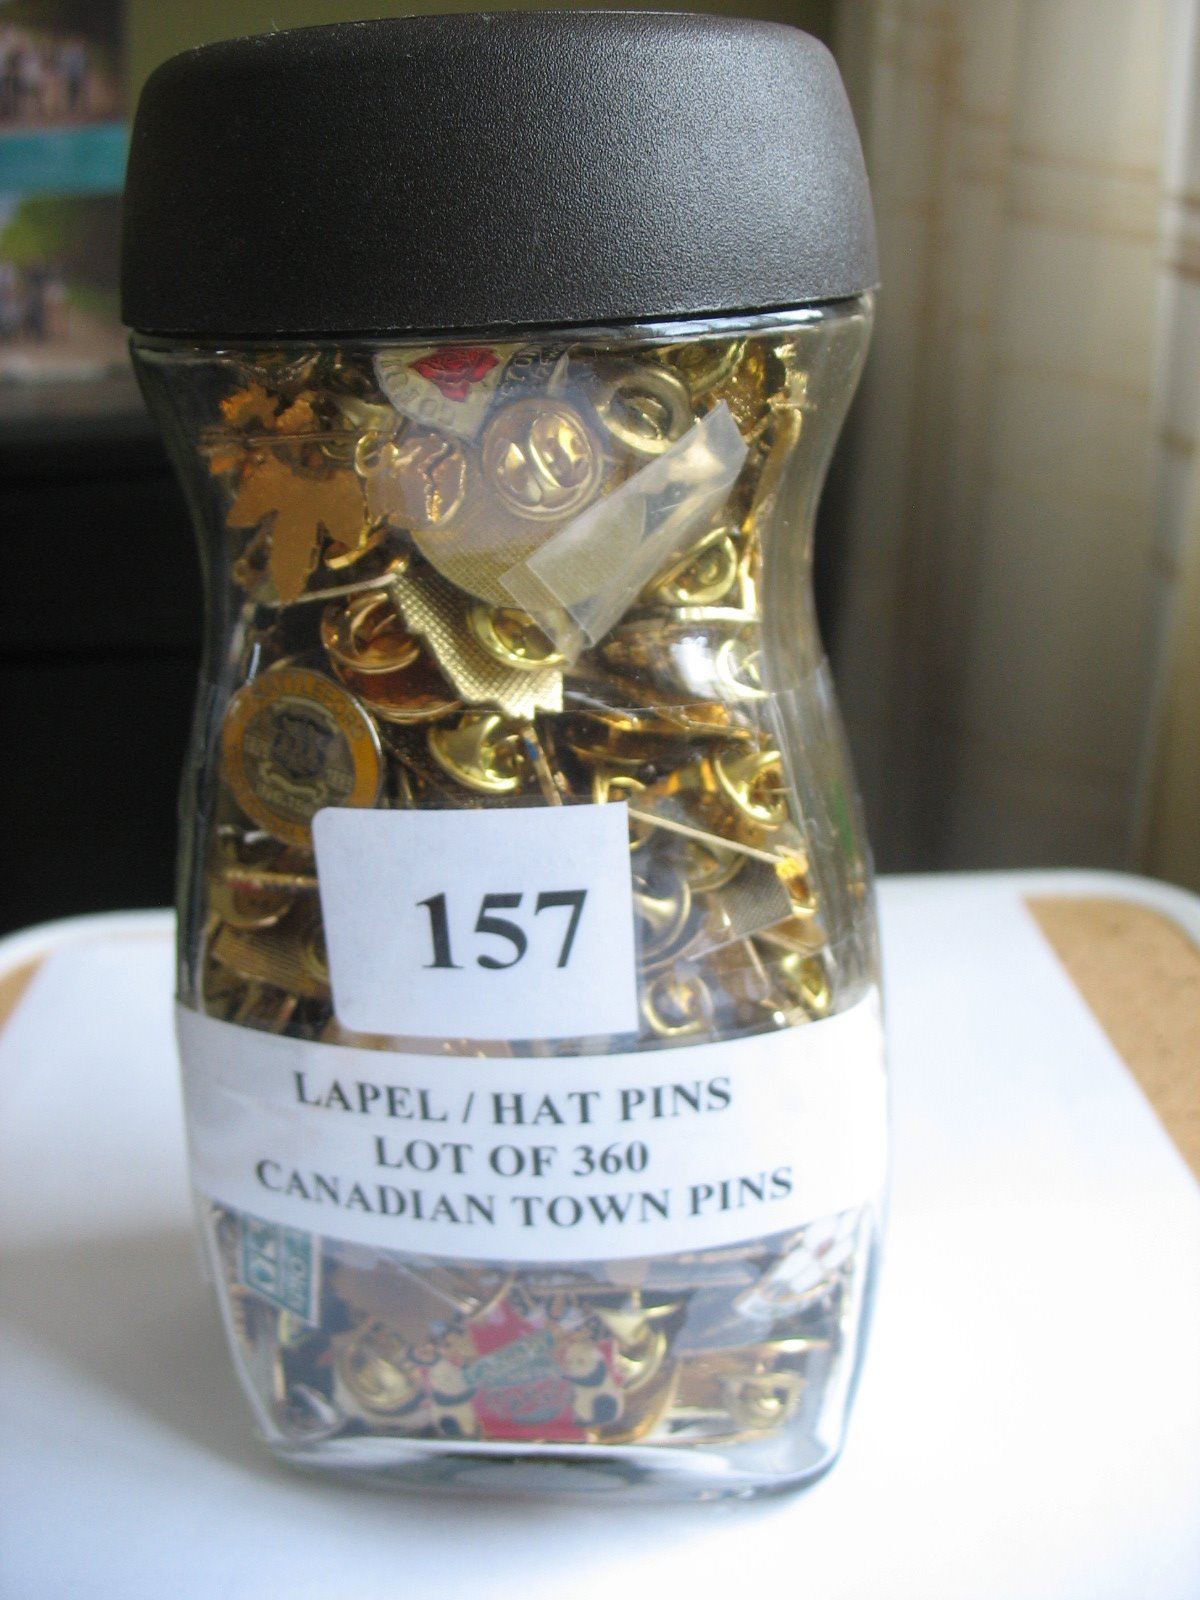 157
LAPEL / HAT PINS
LOT OF 360
CANADIAN TOWN PINS